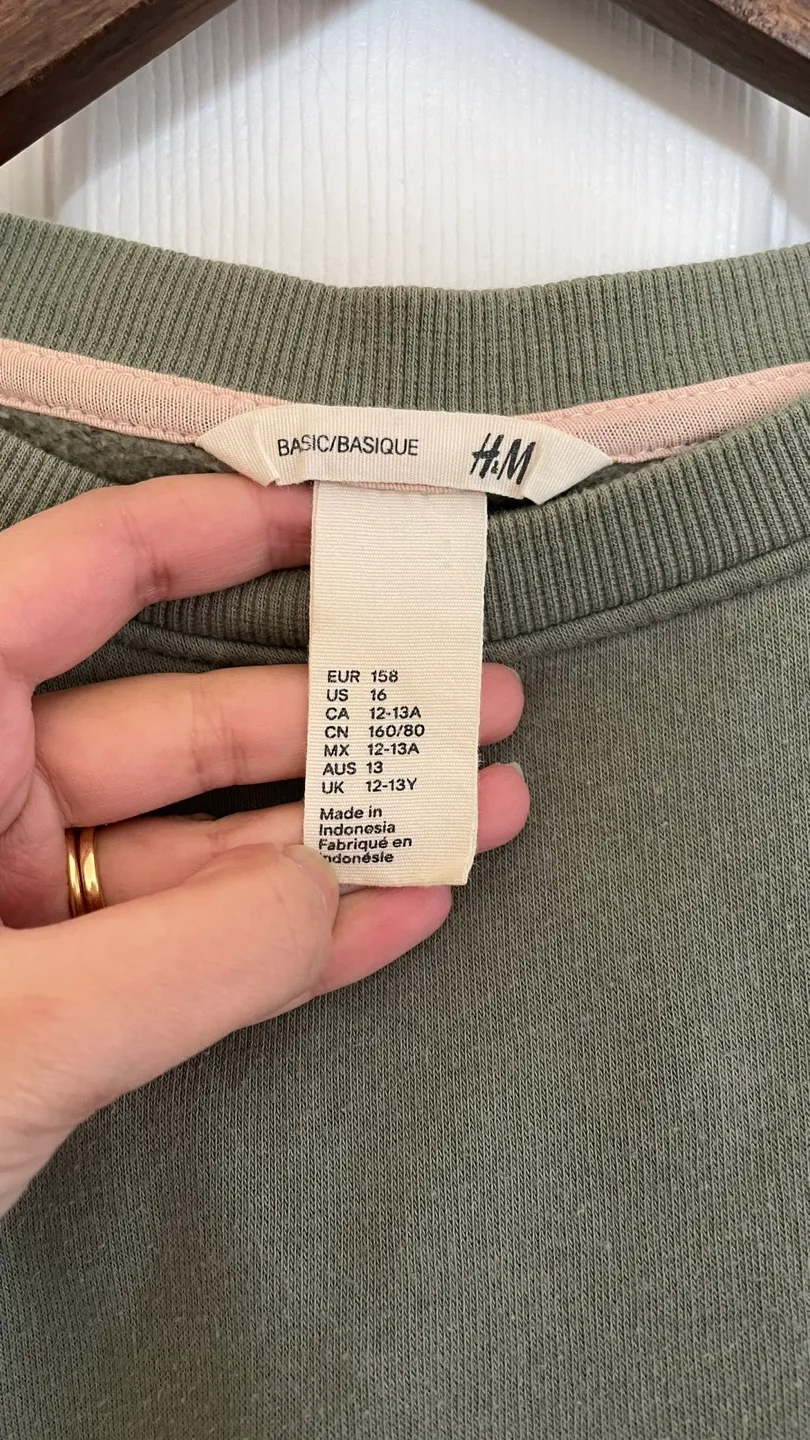 BASIC/BASIQUE H&M
EUR 158
US 16
CA 12-13A
CN 160/80
MX 12-13A
AUS 13
UK 12-13Y
Made in
Indonesia
Fabriqué en
Indonésie